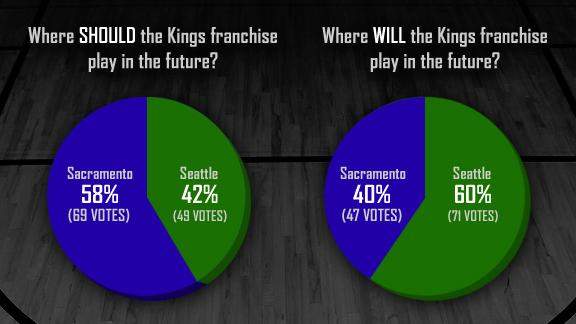 Where SHOULD the Kings franchise
play in the future?
Sacramento
58%
(69 VOTES)
Seattle
42%
(49 VOTES)
Where WILL the Kings franchise
play in the future?
Sacramento
40%
(47 VOTES)
Seattle
60%
(71 VOTES)